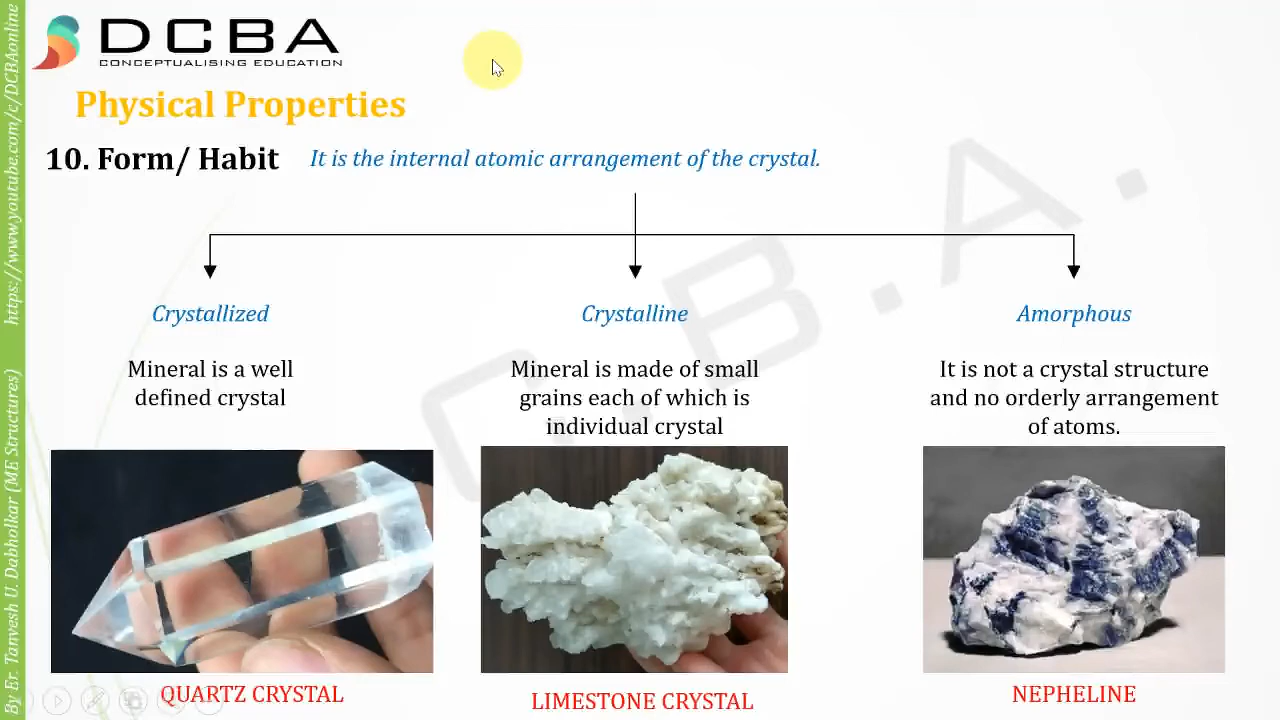 DCBA
CONCEPTUALISING EDUCATION
Physical Properties
10. Form/ Habit
It is the internal atomic arrangement of the crystal.
Crystallized
Mineral is a well
defined crystal
Crystalline
Mineral is made of small
grains each of which is
individual crystal
Amorphous
It is not a crystal structure
and no orderly arrangement
of atoms.
QUARTZ CRYSTAL
LIMESTONE CRYSTAL
NEPHELINE
By Er. Tanvesh U. Dabholkar (ME Structures)
https://www.youtube.com/c/DCBAonline
C.B.A.